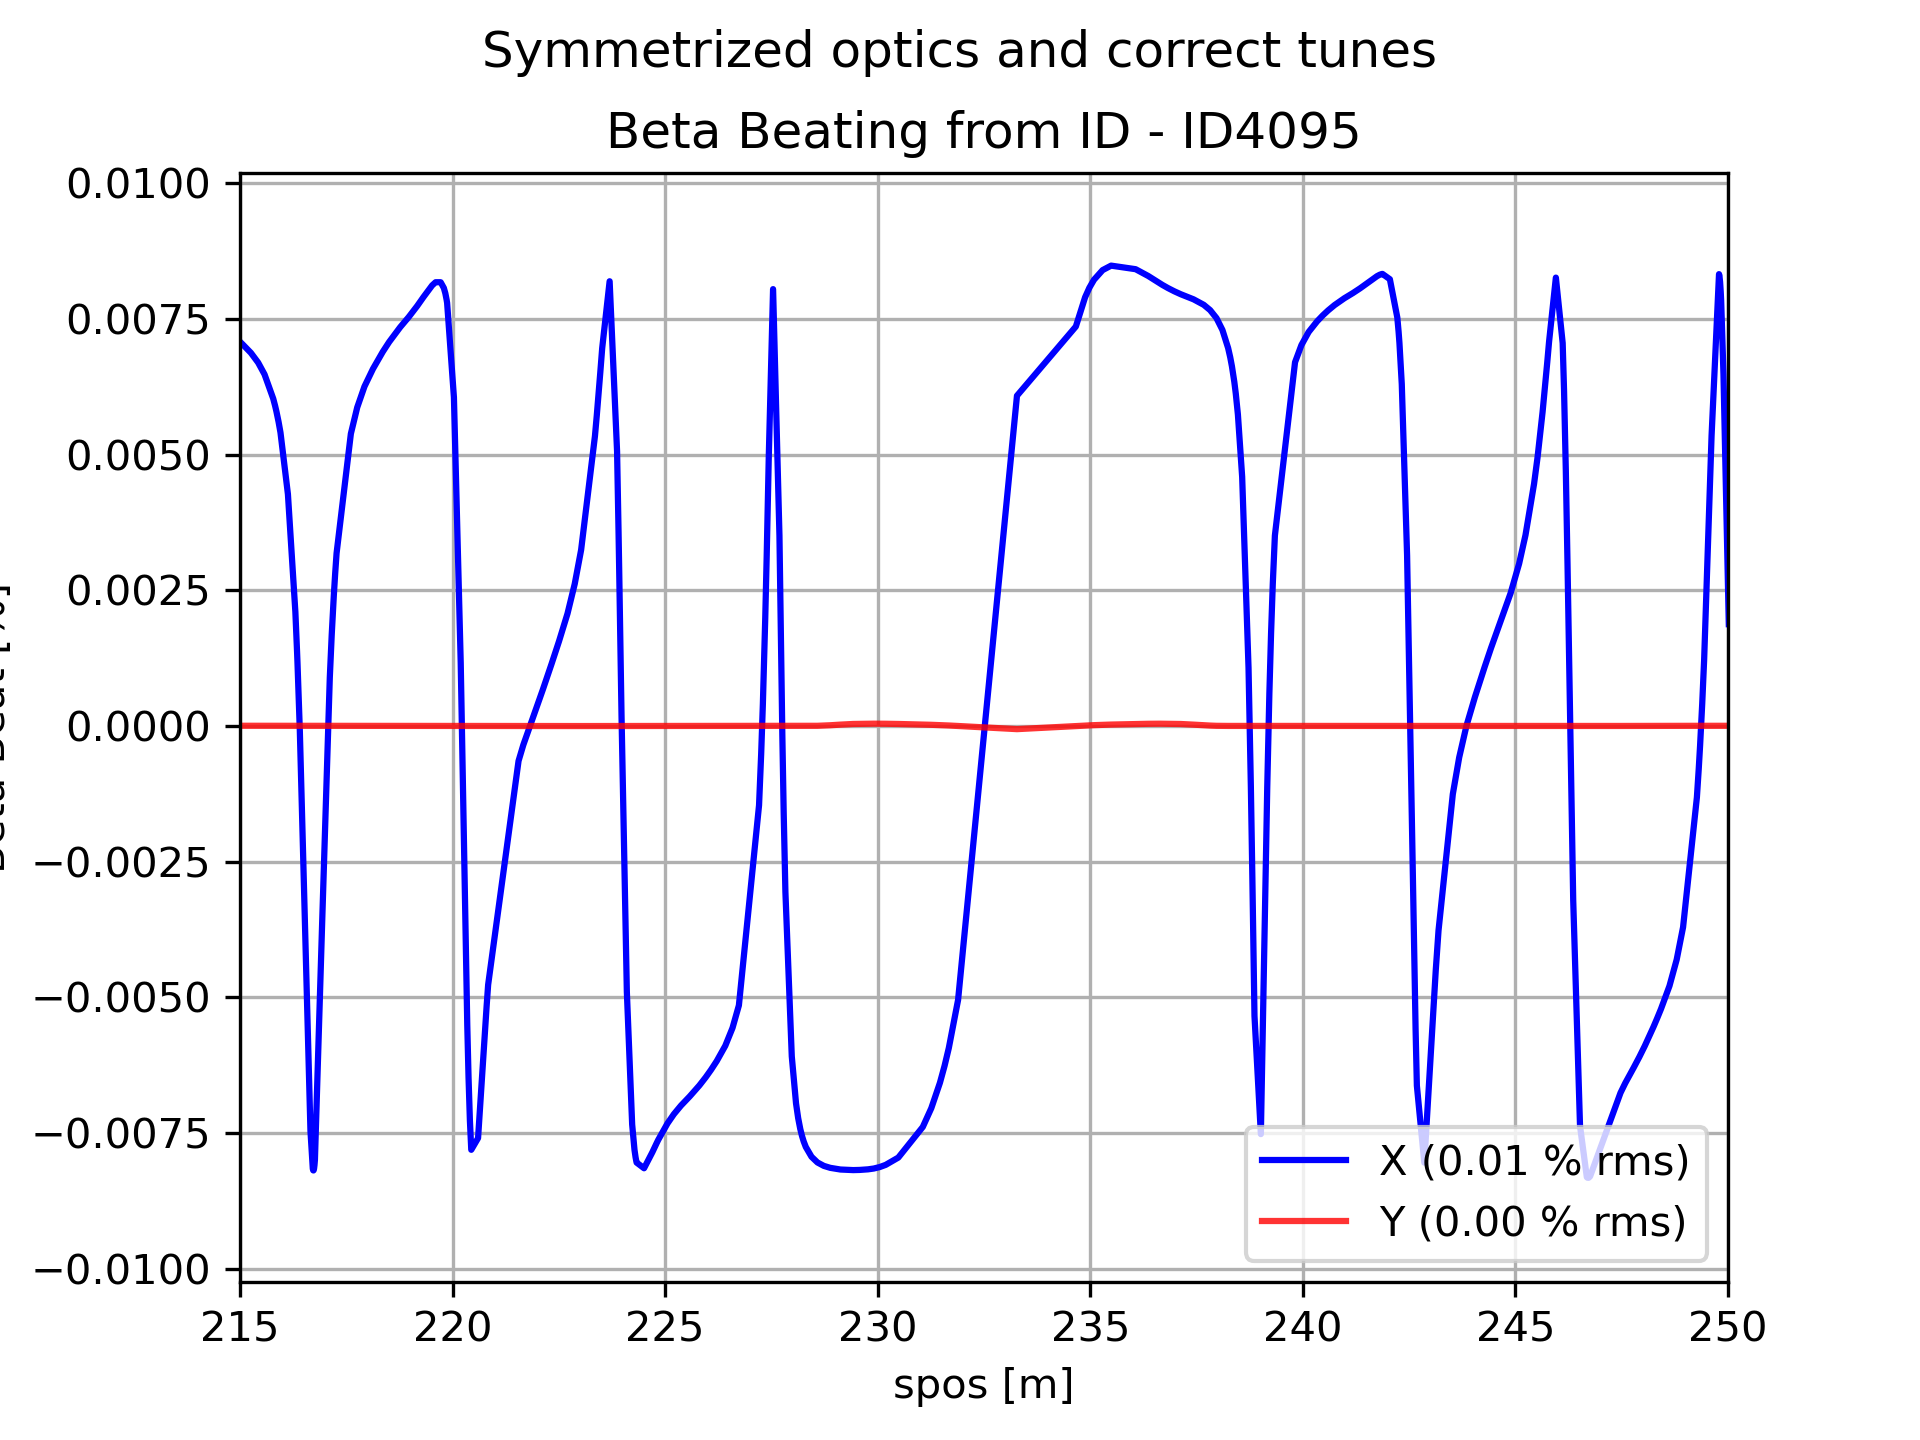 Symmetrized optics and correct tunes
Beta Beating from ID - ID4095
0.0100
0.0075
0.0050
0.0025
0.0000
−0.0025
−0.0050
−0.0075
−0.0100
215 220 225 230 235 240 245 250
spos [m]
X (0.01 % rms)
Y (0.00 % rms)